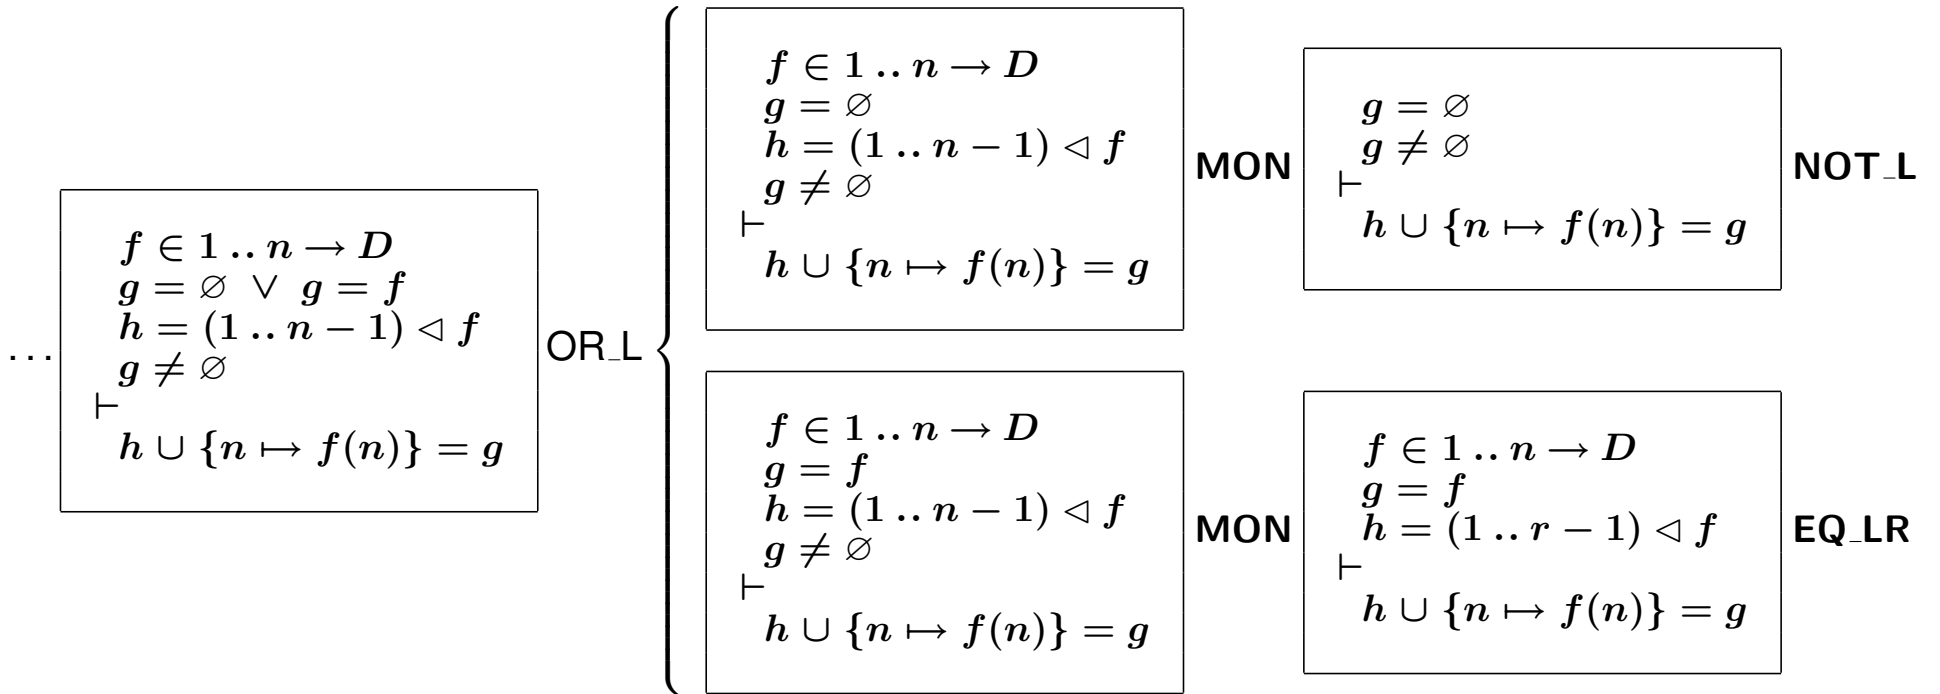 ...
f ∈ 1 .. n → D
g = ∅ ∨ g = f
h = (1 .. n − 1) ◁ f
g ≠ ∅
⊢
h ∪ {n ↦ f(n)} = g
OR_L
f ∈ 1 .. n → D
g = ∅
h = (1 .. n − 1) ◁ f
g ≠ ∅
⊢
h ∪ {n ↦ f(n)} = g
MON
g = ∅
g ≠ ∅
⊢
h ∪ {n ↦ f(n)} = g
NOT_L
f ∈ 1 .. n → D
g = f
h = (1 .. n − 1) ◁ f
g ≠ ∅
⊢
h ∪ {n ↦ f(n)} = g
MON
f ∈ 1 .. n → D
g = f
h = (1 .. r − 1) ◁ f
⊢
h ∪ {n ↦ f(n)} = g
EQ_LR